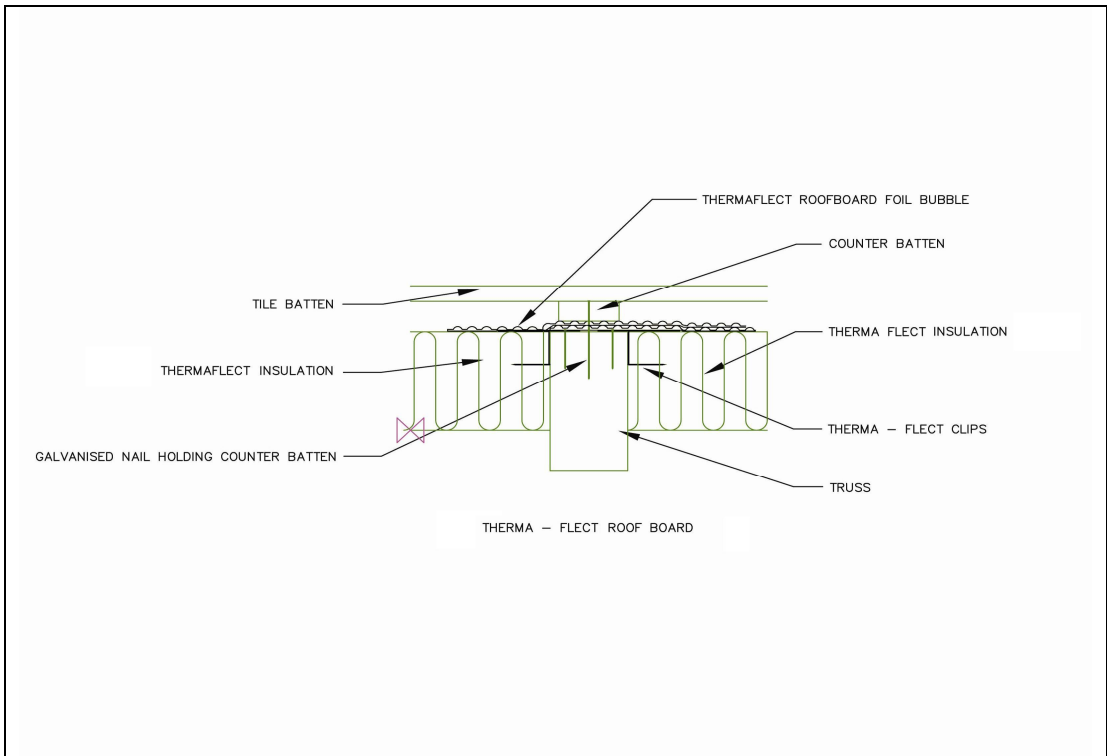 THERMAFLECT ROOFBOARD FOIL BUBBLE
COUNTER BATTEN
TILE BATTEN
THERMA FLECT INSULATION
THERMAFLECT INSULATION
THERMA – FLECT CLIPS
GALVANISED NAIL HOLDING COUNTER BATTEN
TRUSS
THERMA – FLECT ROOF BOARD